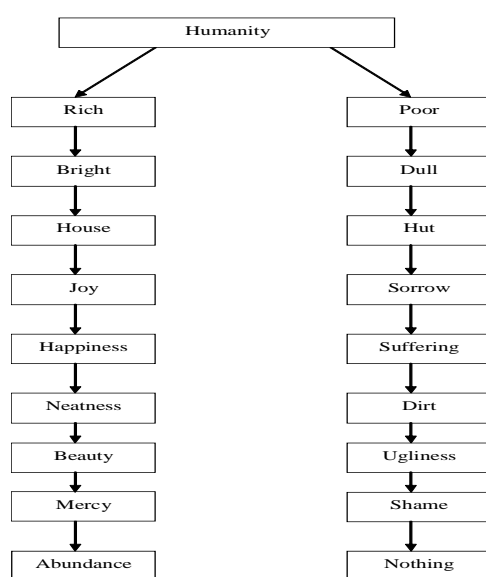 Humanity
Rich
Poor
Bright
Dull
House
Hut
Joy
Sorrow
Happiness
Suffering
Neatness
Dirt
Beauty
Ugliness
Mercy
Shame
Abundance
Nothing